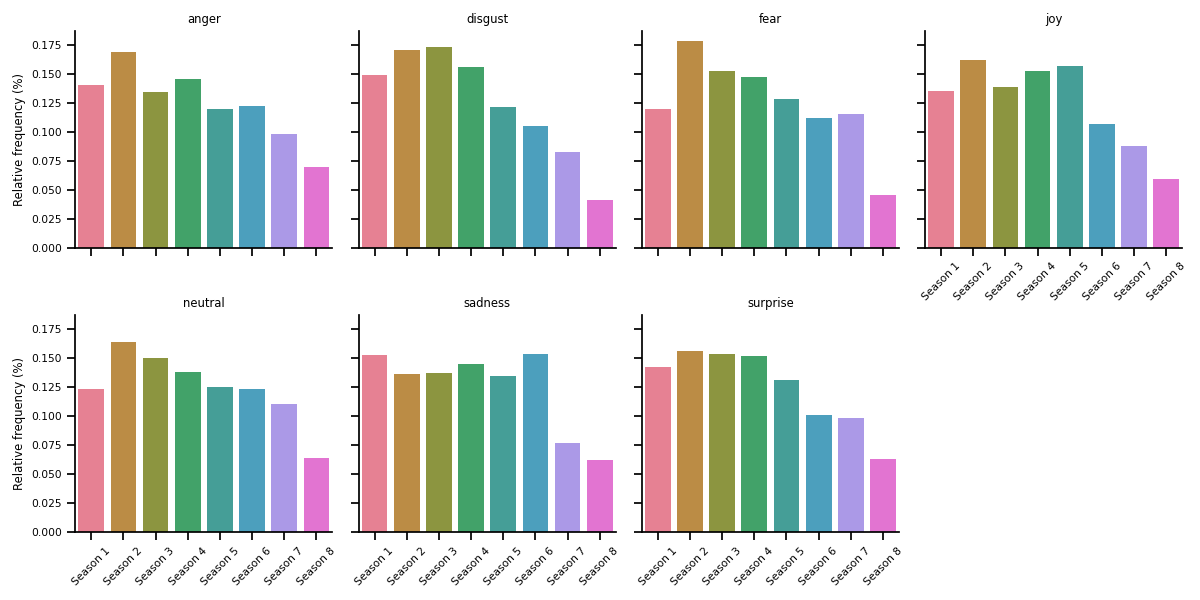 anger
disgust
fear
joy
Relative frequency (%)
0.175
0.150
0.125
0.100
0.075
0.050
0.025
0.000
Season 1
Season 2
Season 3
Season 4
Season 5
Season 6
Season 7
Season 8
neutral
sadness
surprise
Relative frequency (%)
0.175
0.150
0.125
0.100
0.075
0.050
0.025
0.000
Season 1
Season 2
Season 3
Season 4
Season 5
Season 6
Season 7
Season 8
Season 1
Season 2
Season 3
Season 4
Season 5
Season 6
Season 7
Season 8
Season 1
Season 2
Season 3
Season 4
Season 5
Season 6
Season 7
Season 8